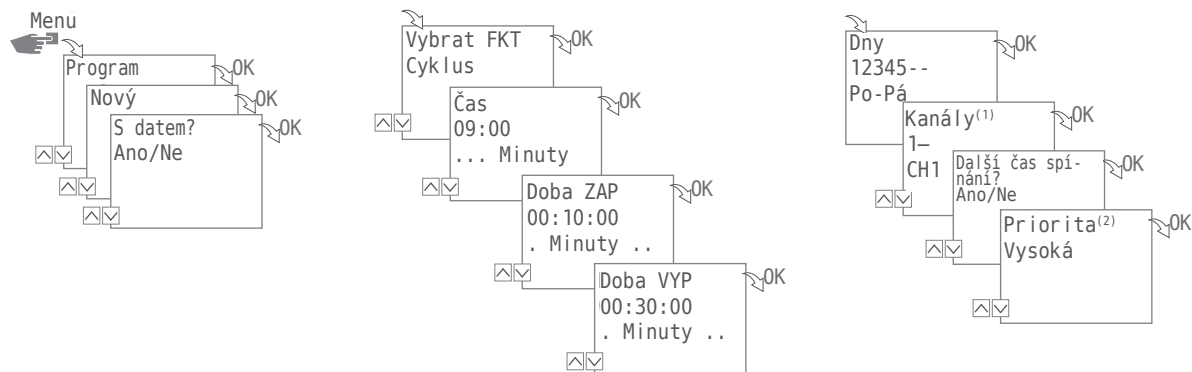 Menu
Program
OK
Nový
OK
S datem?
Ano/Ne
OK
Vybrat FKT
Cyklus
OK
Čas
09:00
... Minuty
OK
Doba ZAP
00:10:00
. Minuty ..
OK
Doba VYP
00:30:00
. Minuty ..
OK
Dny
12345--
Po-Pá
OK
Kanály(1)
1–
CH1
OK
Další čas spí-
nání?
Ano/Ne
OK
Priorita(2)
Vysoká
OK